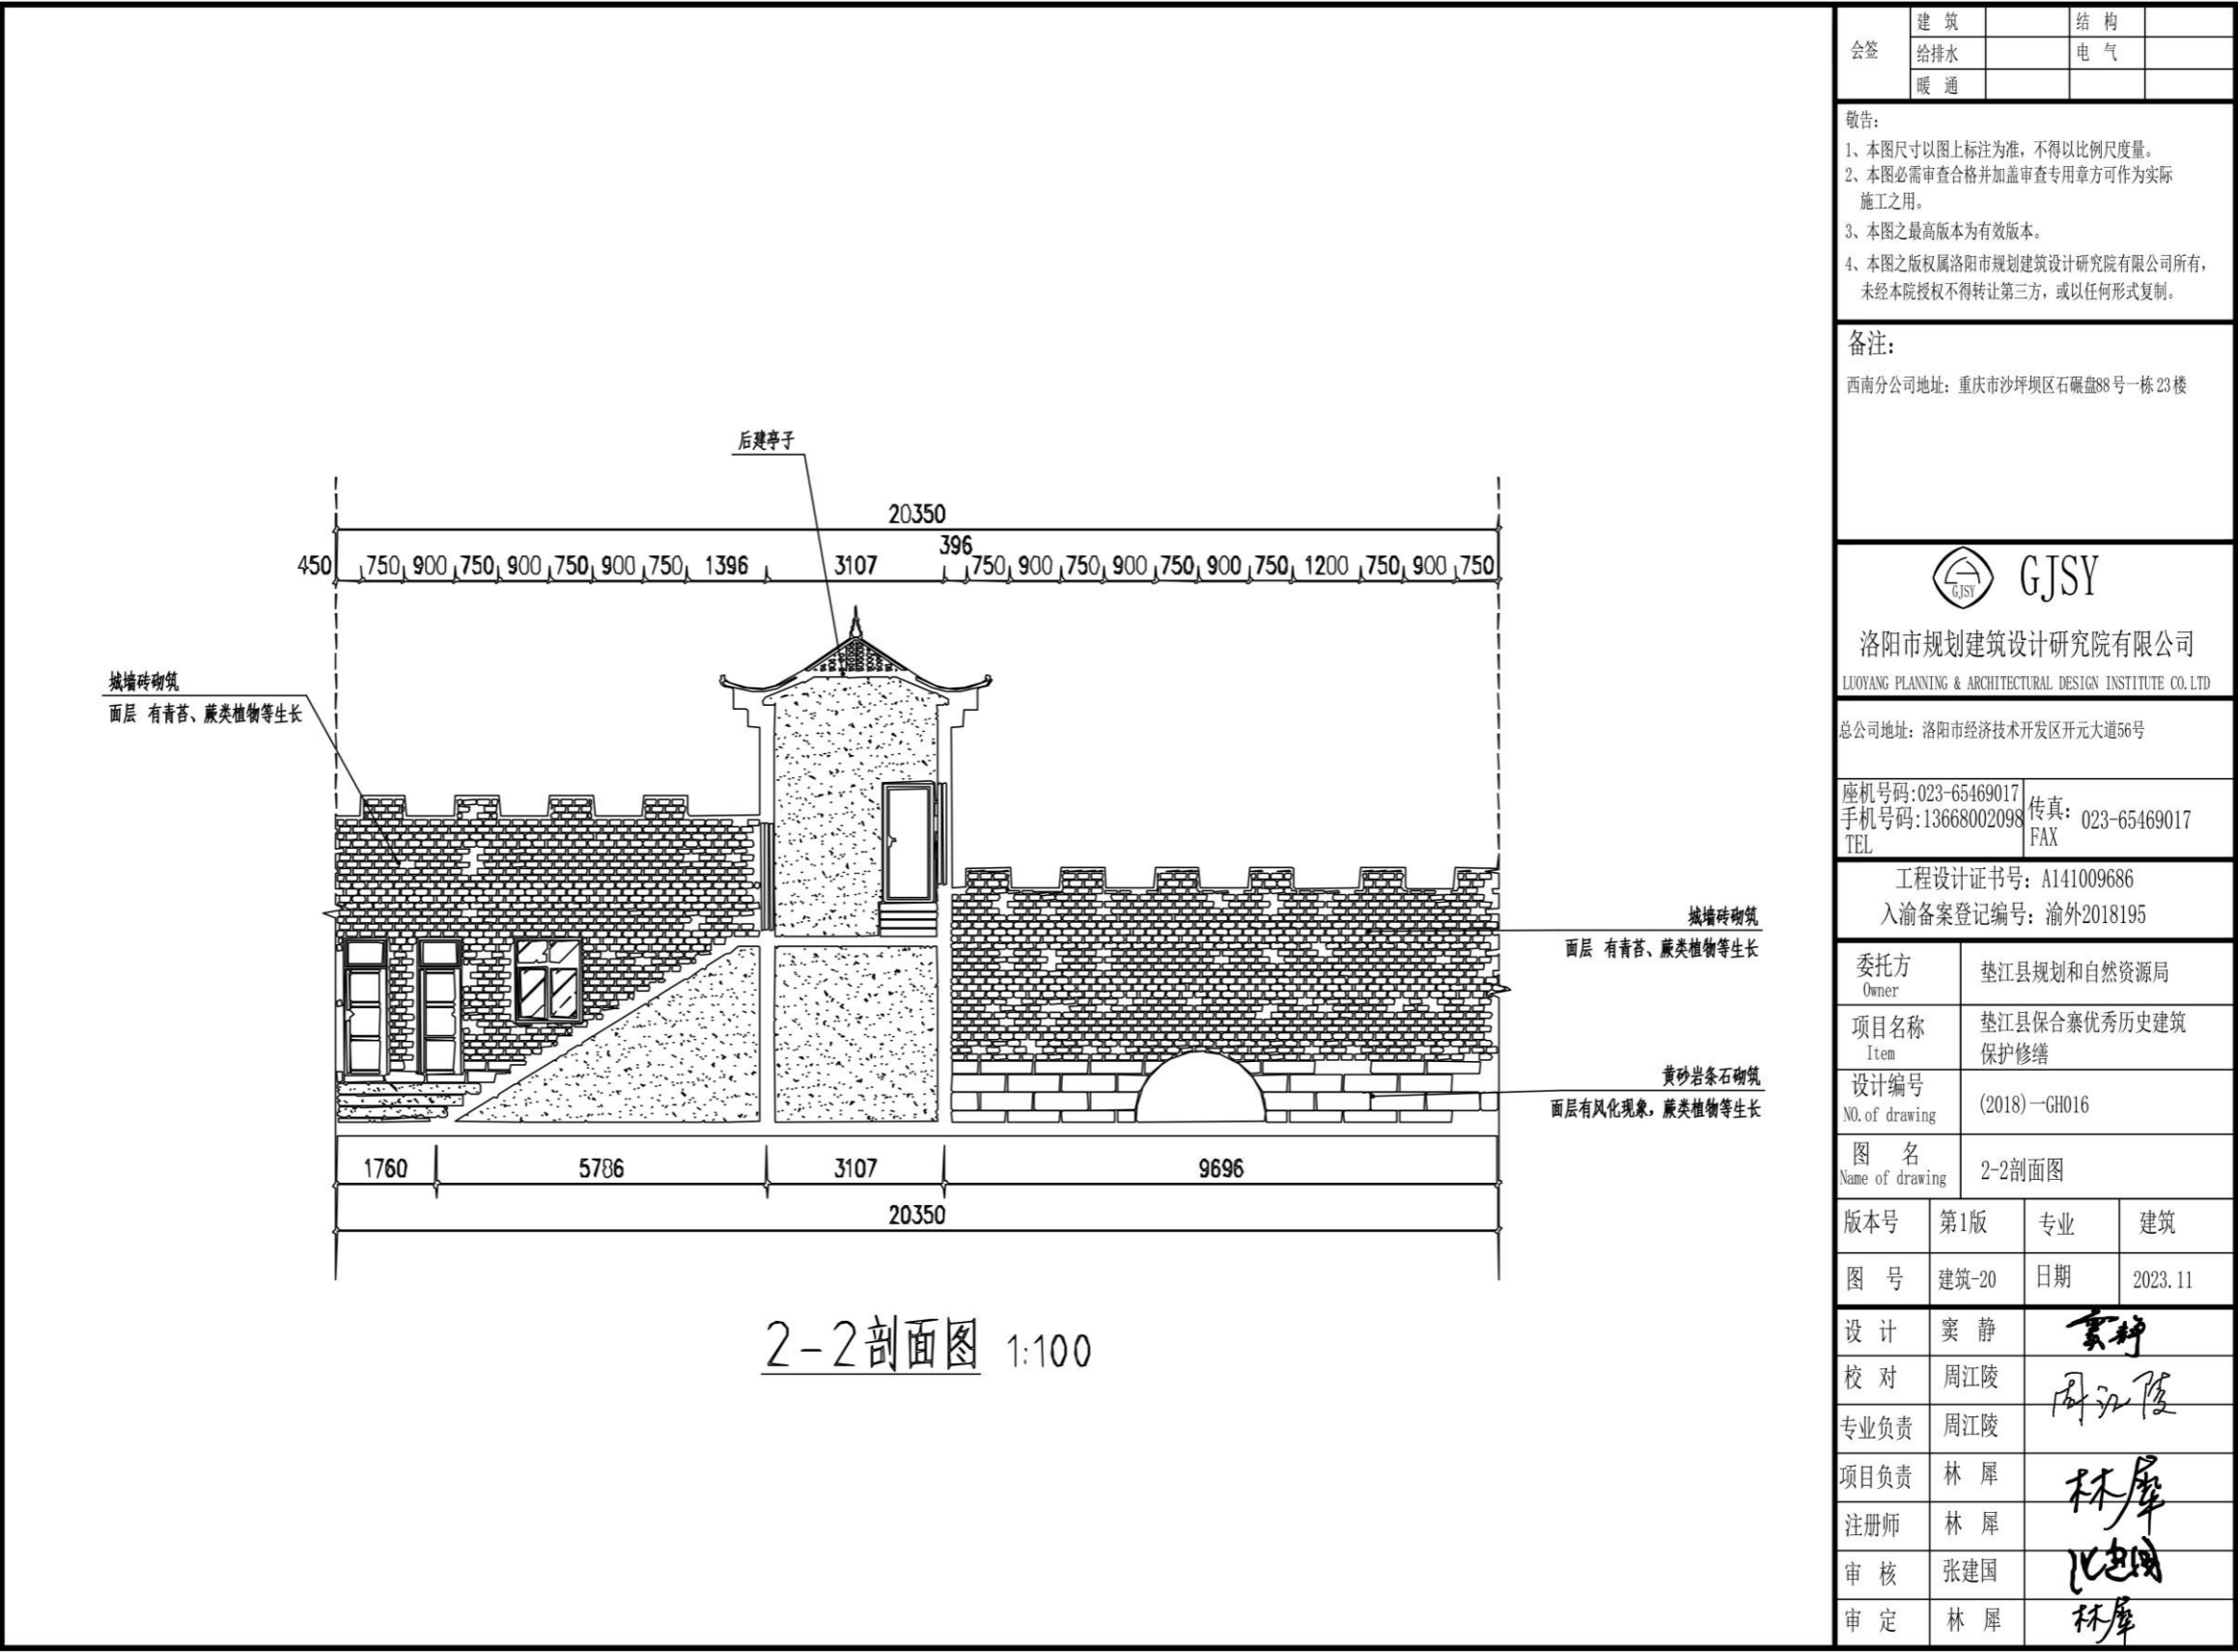 后建亭子
20350
396
450 750 900 750 900 750 900 750 1396 3107 750 900 750 900 750 900 750 1200 750 900 750
城墙砖砌筑
面层 有青苔、蕨类植物等生长
城墙砖砌筑
面层 有青苔、蕨类植物等生长
黄砂岩条石砌筑
面层有风化现象，蕨类植物等生长
1760 5786 3107 9696
20350
2-2剖面图 1:100
会签
建 筑 结 构
给排水 电 气
暖 通
敬告：
1、本图尺寸以图上标注为准，不得以比例尺度量。
2、本图必需审查合格并加盖审查专用章方可作为实际
施工之用。
3、本图之最高版本为有效版本。
4、本图之版权属洛阳市规划建筑设计研究院有限公司所有，
未经本院授权不得转让第三方，或以任何形式复制。
备注：
西南分公司地址：重庆市沙坪坝区石碾盘88号一栋23楼
GJSY GJSY
洛阳市规划建筑设计研究院有限公司
LUOYANG PLANNING & ARCHITECTURAL DESIGN INSTITUTE CO.LTD
总公司地址：洛阳市经济技术开发区开元大道56号
座机号码:023-65469017
手机号码:13668002098
TEL
传真：
FAX
023-65469017
工程设计证书号：A141009686
入渝备案登记编号：渝外2018195
委托方
Owner
垫江县规划和自然资源局
项目名称
Item
垫江县保合寨优秀历史建筑
保护修缮
设计编号
NO.of drawing
(2018)一GH016
图 名
Name of drawing
2-2剖面图
版本号 第1版 专业 建筑
图 号 建筑-20 日期 2023.11
设 计 窦 静 窦静
校 对 周江陵 周江陵
专业负责 周江陵
项目负责 林 犀 林犀
注册师 林 犀
审 核 张建国
审 定 林 犀 林犀